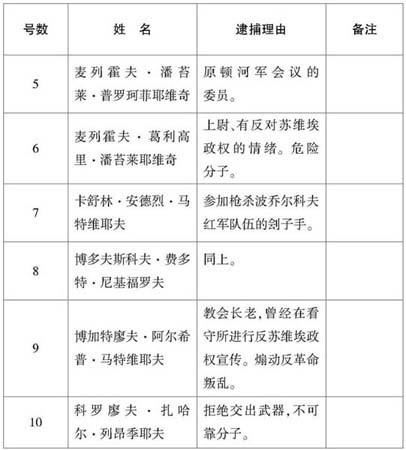 号数 姓 名 逮捕理由 备注
5 麦列霍夫·潘苔 原顿河军会议的
莱·普罗珂菲耶维奇 委员。
6 麦列霍夫·葛利高 上尉、有反对苏维埃
里·潘苔莱耶维奇 政权的情绪。危险
分子。
7 卡舒林·安德烈·马 参加枪杀波乔尔科夫
特维耶夫 红军队伍的刽子手。
8 博多夫斯科夫·费多 同上。
特·尼基福罗夫
9 博加特廖夫·阿尔希 教会长老,曾经在看
普·马特维耶夫 守所进行反苏维埃政
权宣传。煽动反革命
叛乱。
10 科罗廖夫·扎哈 拒绝交出武器,不可
尔·列昂季耶夫 靠分子。